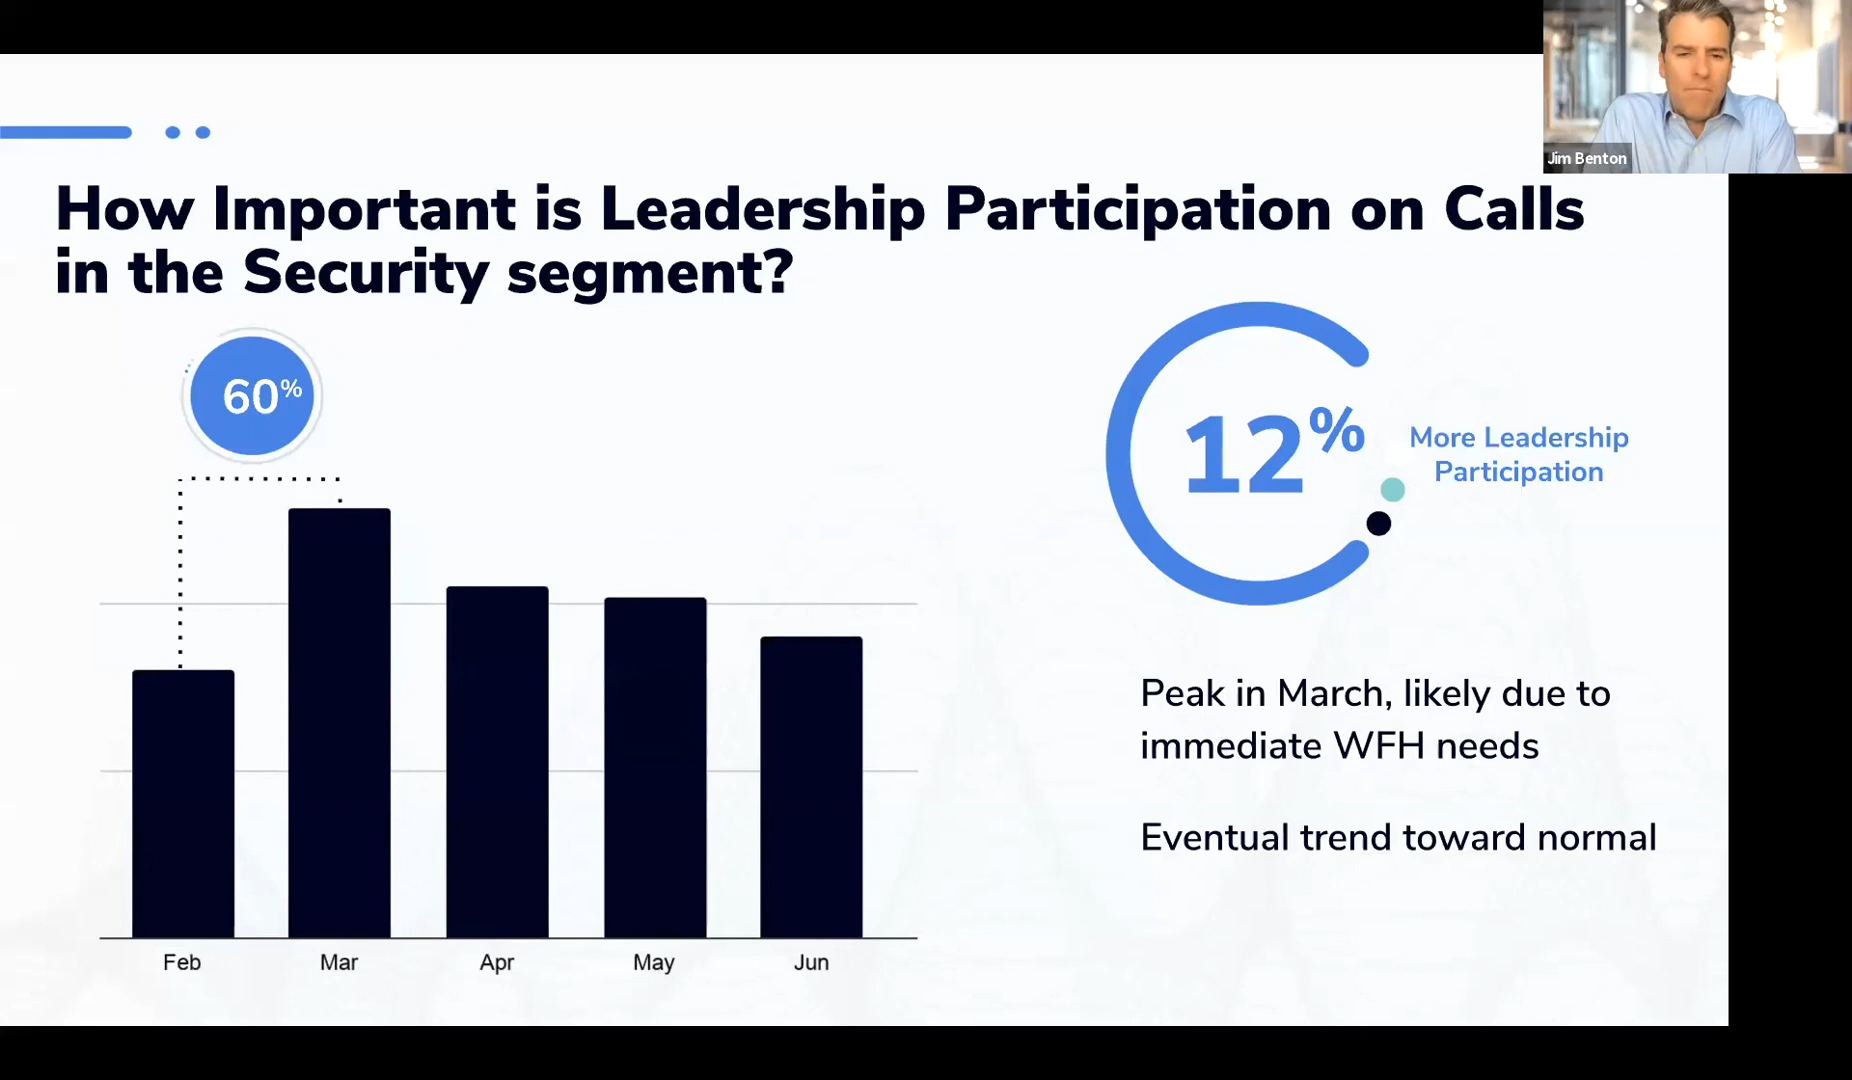 Jim Benton
How Important is Leadership Participation on Calls
in the Security segment?
60%
12%
More Leadership
Participation
Peak in March, likely due to
immediate WFH needs
Eventual trend toward normal
Feb Mar Apr May Jun